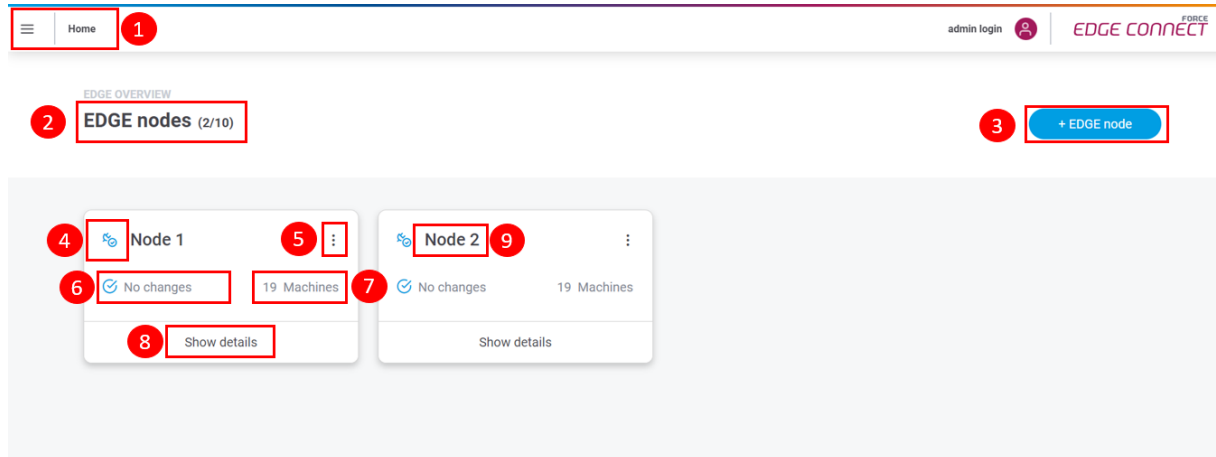 Home 1 admin login FORCE
EDGE CONNECT
EDGE OVERVIEW
2 EDGE nodes (2/10) 3 + EDGE node
4 Node 1 5 Node 2 9
6 No changes 19 Machines 7 No changes 19 Machines
8 Show details Show details